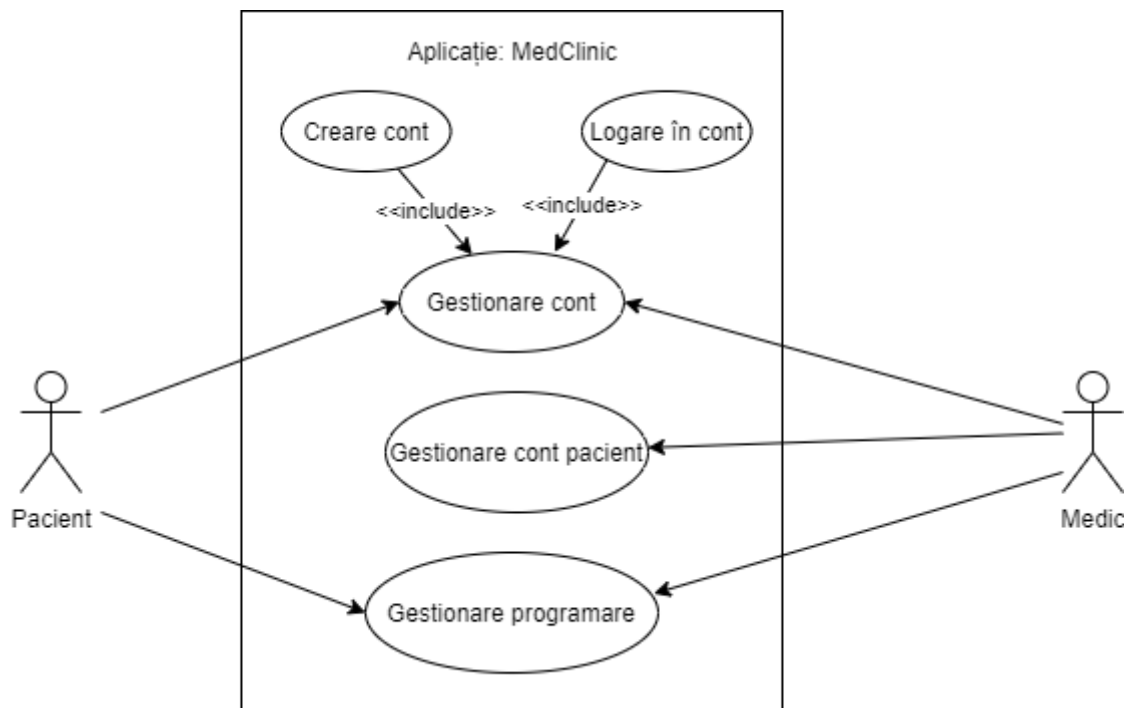 Aplicație: MedClinic
Creare cont
Logare în cont
<<include>>
<<include>>
Gestionare cont
Gestionare cont pacient
Pacient
Medic
Gestionare programare